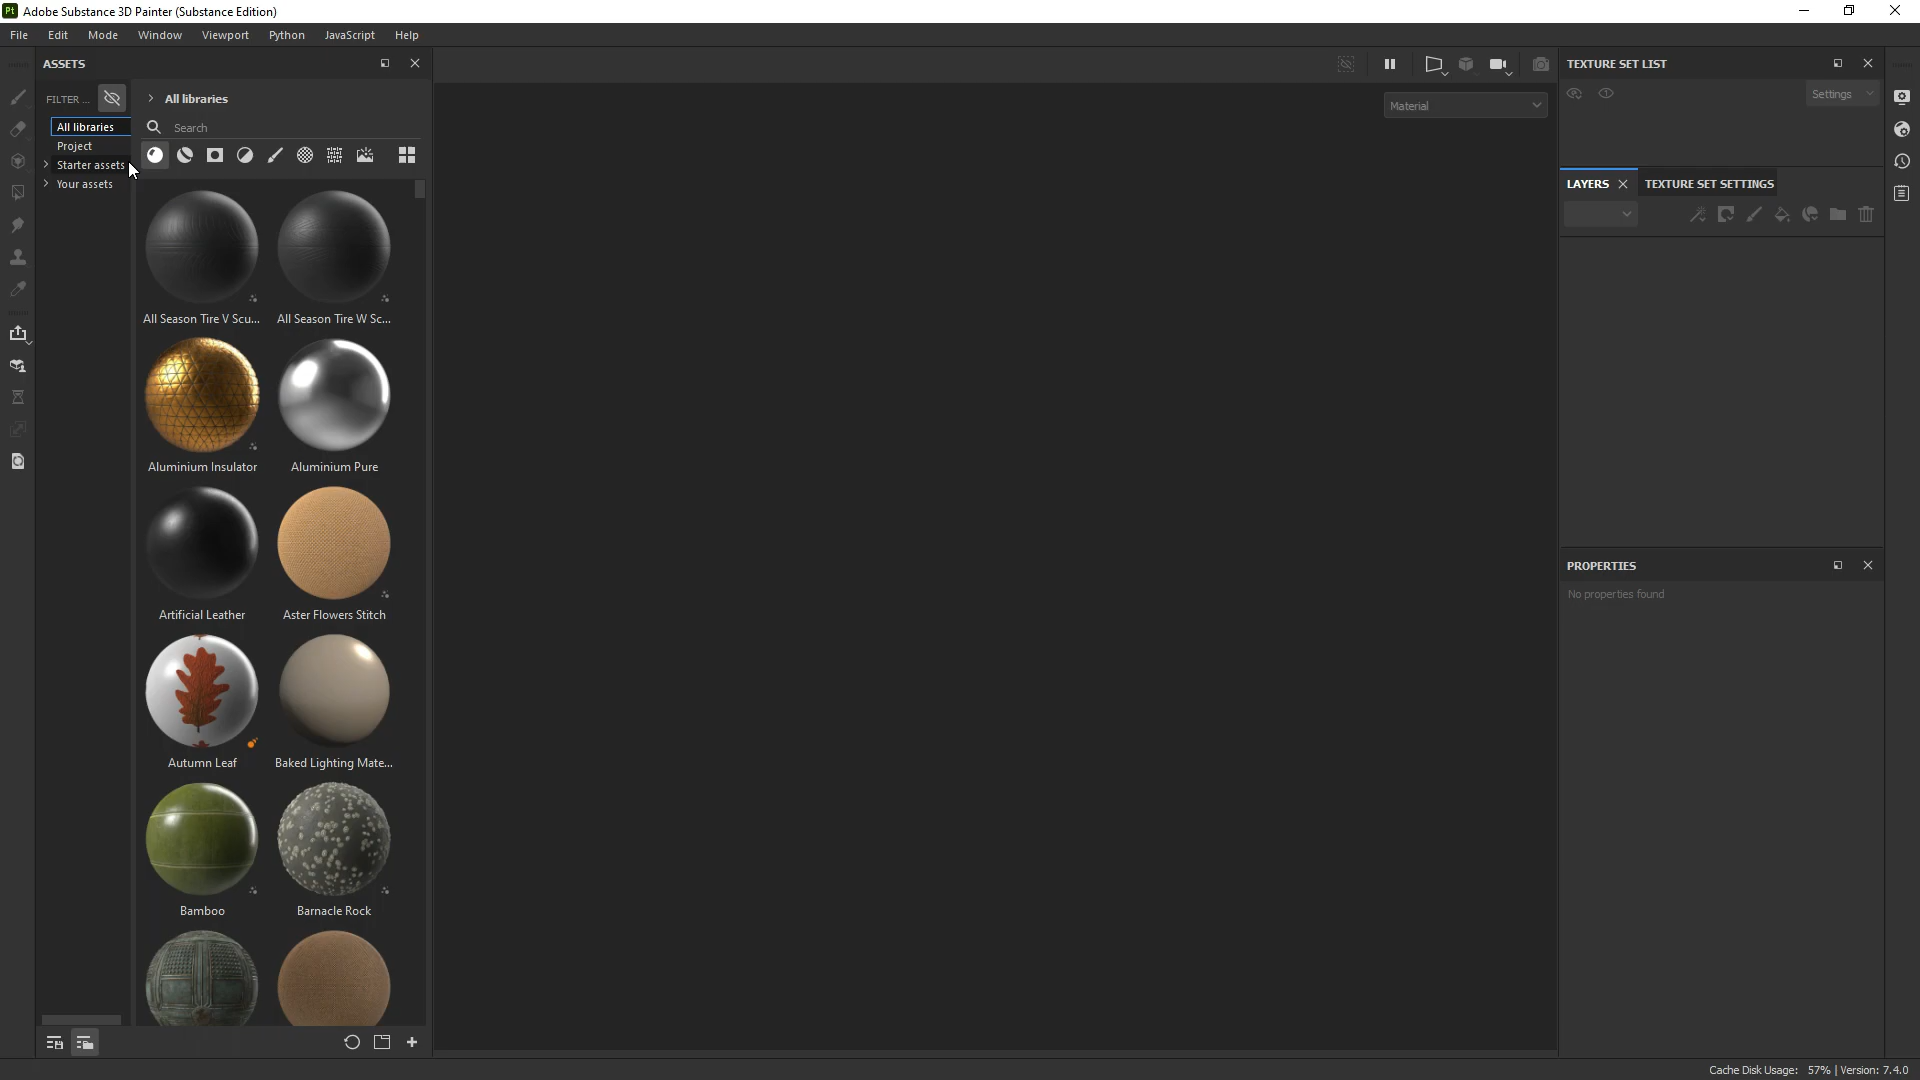 Pt Adobe Substance 3D Painter (Substance Edition)
File Edit Mode Window Viewport Python JavaScript Help
ASSETS
FILTER ...
All libraries
Project
Starter assets
Your assets
All libraries
Search
All Season Tire V Scu...
All Season Tire W Sc...
Aluminium Insulator
Aluminium Pure
Artificial Leather
Aster Flowers Stitch
Autumn Leaf
Baked Lighting Mate...
Bamboo
Barnacle Rock
Material
TEXTURE SET LIST
Settings
LAYERS
TEXTURE SET SETTINGS
PROPERTIES
No properties found
Cache Disk Usage: 57% | Version: 7.4.0